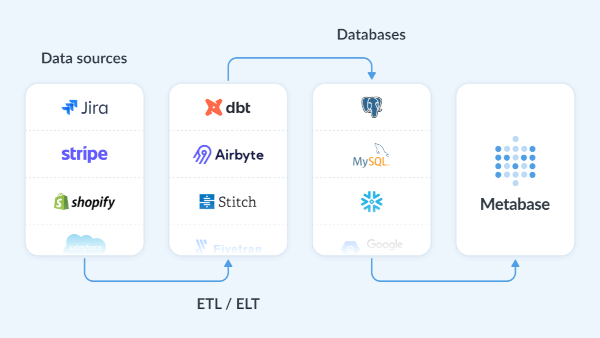 Databases
Data sources
Jira
stripe
shopify
dbt
Airbyte
Stitch
Fivetran
MySQL
Google
Metabase
ETL / ELT